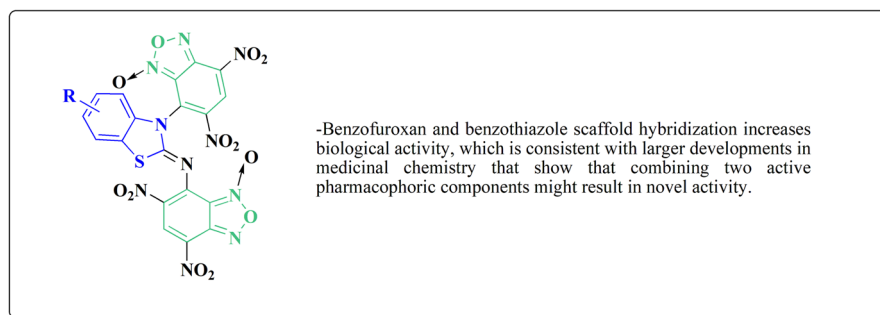 O N
N
O
NO₂
R
N
NO₂
O
S
N
O₂N
N
O
N
NO₂
-Benzofuroxan and benzothiazole scaffold hybridization increases
biological activity, which is consistent with larger developments in
medicinal chemistry that show that combining two active
pharmacophoric components might result in novel activity.